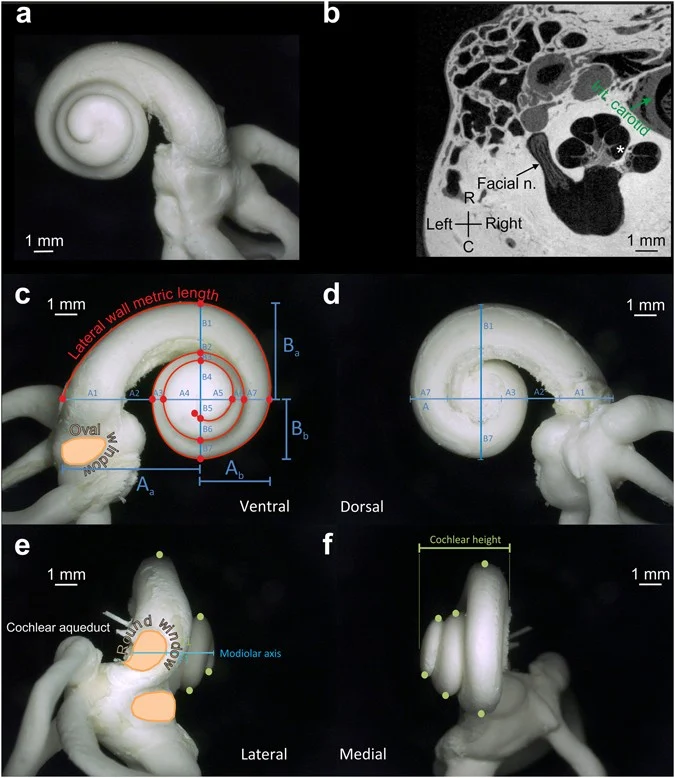 a
1 mm
b
Int. carotid
*
Facial n.
R
Left
Right
C
1 mm
c
1 mm
Lateral wall metric length
B1
B2
B4
A1
A2
A3
A4
A5
A7
B5
B6
B7
Ba
Bb
Oval window
Aa
Ab
Ventral
d
1 mm
B1
A7
A
A3
A2
A1
B7
Dorsal
e
1 mm
Cochlear aqueduct
Round window
Modiolar axis
Lateral
f
Cochlear height
1 mm
Medial